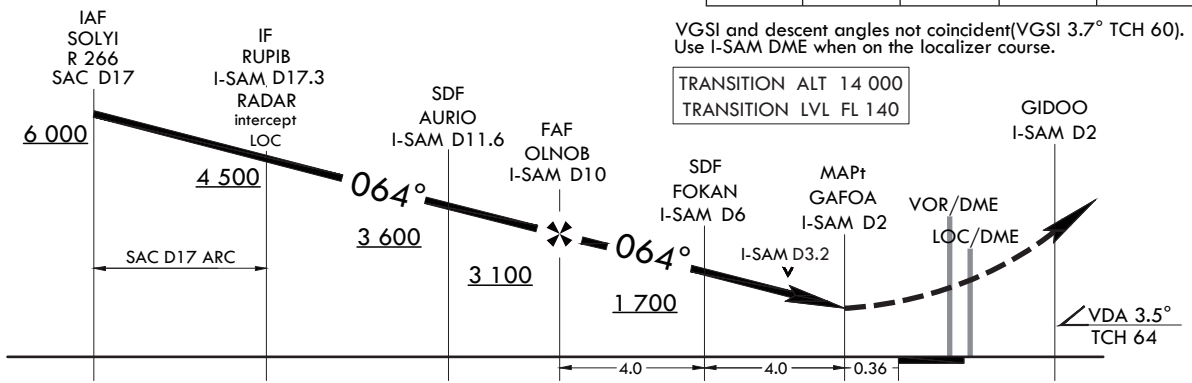 VGSI and descent angles not coincident(VGSI 3.7° TCH 60).
Use I-SAM DME when on the localizer course.
TRANSITION ALT 14 000
TRANSITION LVL FL 140
IAF
SOLYI
R 266
SAC D17
6 000
IF
RUPIB
I-SAM D17.3
RADAR
intercept
LOC
4 500
SAC D17 ARC
064°
SDF
AURIO
I-SAM D11.6
3 600
FAF
OLNOB
I-SAM D10
3 100
064°
SDF
FOKAN
I-SAM D6
1 700
I-SAM D3.2
MAPt
GAFOA
I-SAM D2
VOR/DME
LOC/DME
GIDOO
I-SAM D2
VDA 3.5°
TCH 64
4.0
4.0
0.36